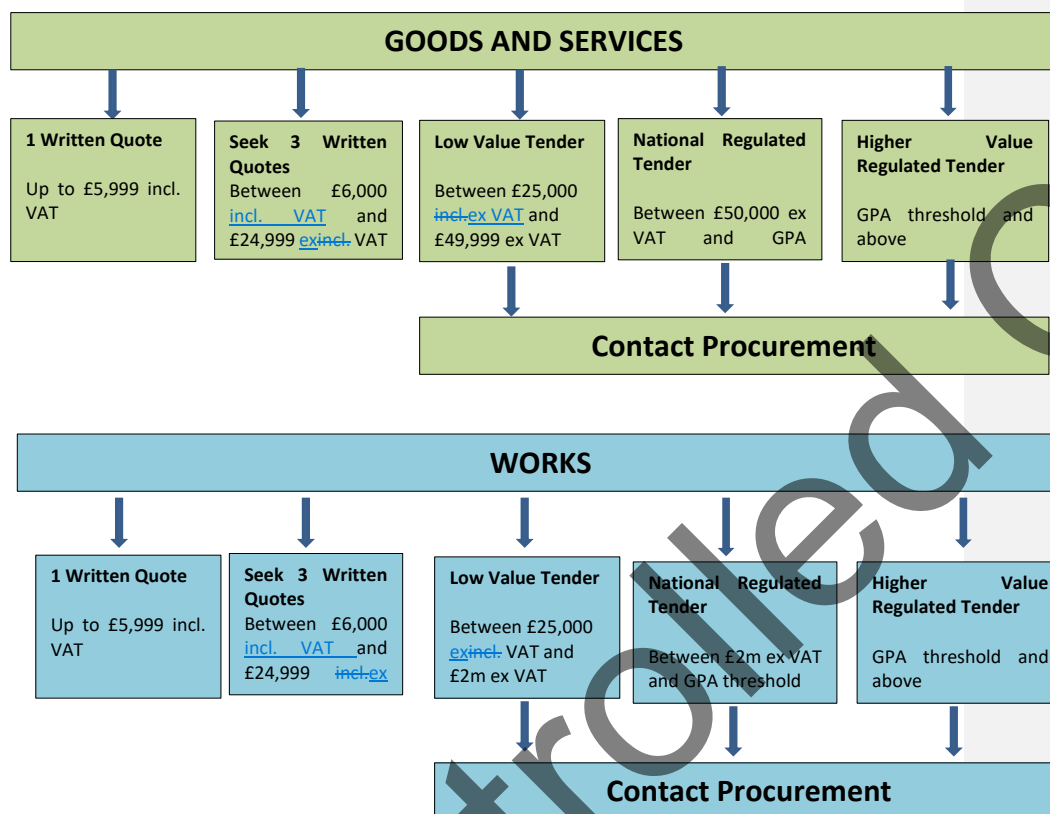 GOODS AND SERVICES
1 Written Quote
Up to £5,999 incl.
VAT
Seek 3 Written
Quotes
Between £6,000
incl. VAT and
£24,999 exincl. VAT
Low Value Tender
Between £25,000
incl.ex VAT and
£49,999 ex VAT
National Regulated
Tender
Between £50,000 ex
VAT and GPA
Higher Value
Regulated Tender
GPA threshold and
above
Contact Procurement
WORKS
1 Written Quote
Up to £5,999 incl.
VAT
Seek 3 Written
Quotes
Between £6,000
incl. VAT and
£24,999 incl.ex
Low Value Tender
Between £25,000
exincl. VAT and
£2m ex VAT
National Regulated
Tender
Between £2m ex VAT
and GPA threshold
Higher Value
Regulated Tender
GPA threshold and
above
Contact Procurement